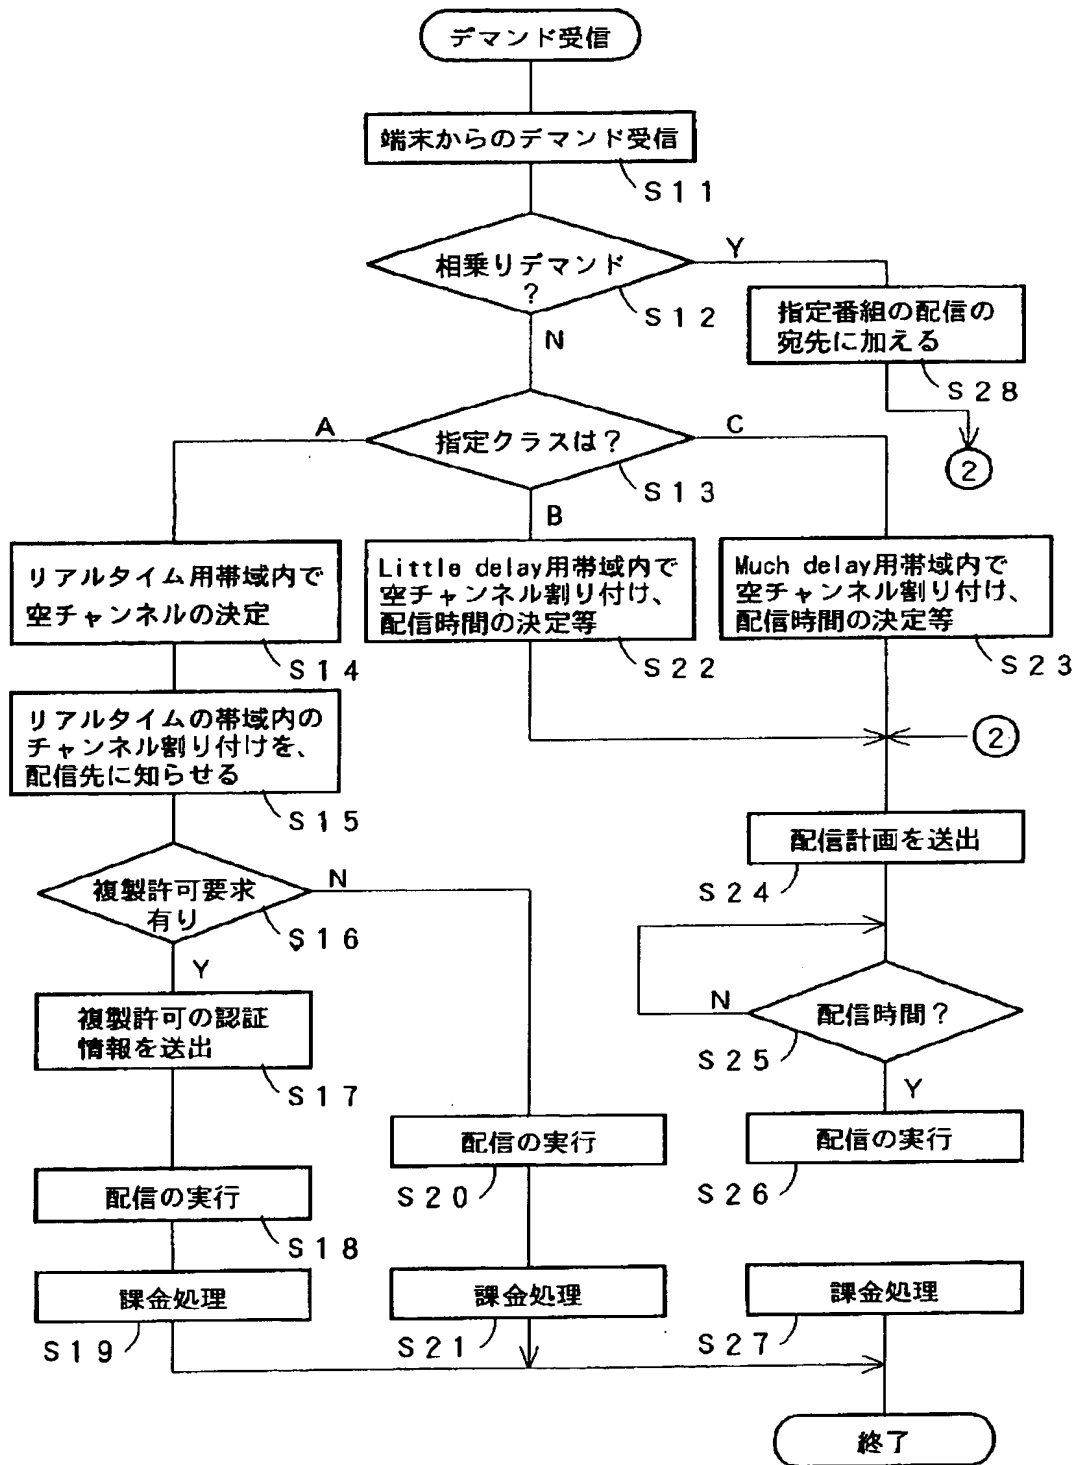 デマンド受信
端末からのデマンド受信
S11
相乗りデマンド
?
S12
Y
N
指定番組の配信の
宛先に加える
S28
②
指定クラスは?
S13
A
B
C
リアルタイム用帯域内で
空チャンネルの決定
S14
Little delay用帯域内で
空チャンネル割り付け、
配信時間の決定等
S22
Much delay用帯域内で
空チャンネル割り付け、
配信時間の決定等
S23
リアルタイムの帯域内の
チャンネル割り付けを、
配信先に知らせる
S15
②
配信計画を送出
S24
複製許可要求
有り
S16
N
Y
複製許可の認証
情報を送出
S17
配信時間?
S25
N
Y
配信の実行
S18
配信の実行
S20
配信の実行
S26
課金処理
S19
課金処理
S21
課金処理
S27
終了